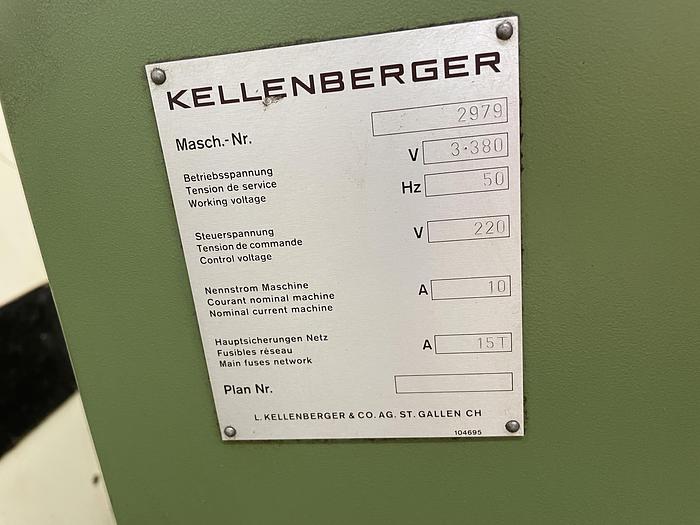 KELLENBERGER
Masch.-Nr. 2979
Betriebsspannung V 3·380
Tension de service Hz 50
Working voltage
Steuerspannung V 220
Tension de commande
Control voltage
Nennstrom Maschine A 10
Courant nominal machine
Nominal current machine
Hauptsicherungen Netz A 15T
Fusibles réseau
Main fuses network
Plan Nr.
L. KELLENBERGER & CO. AG. ST. GALLEN CH
104695